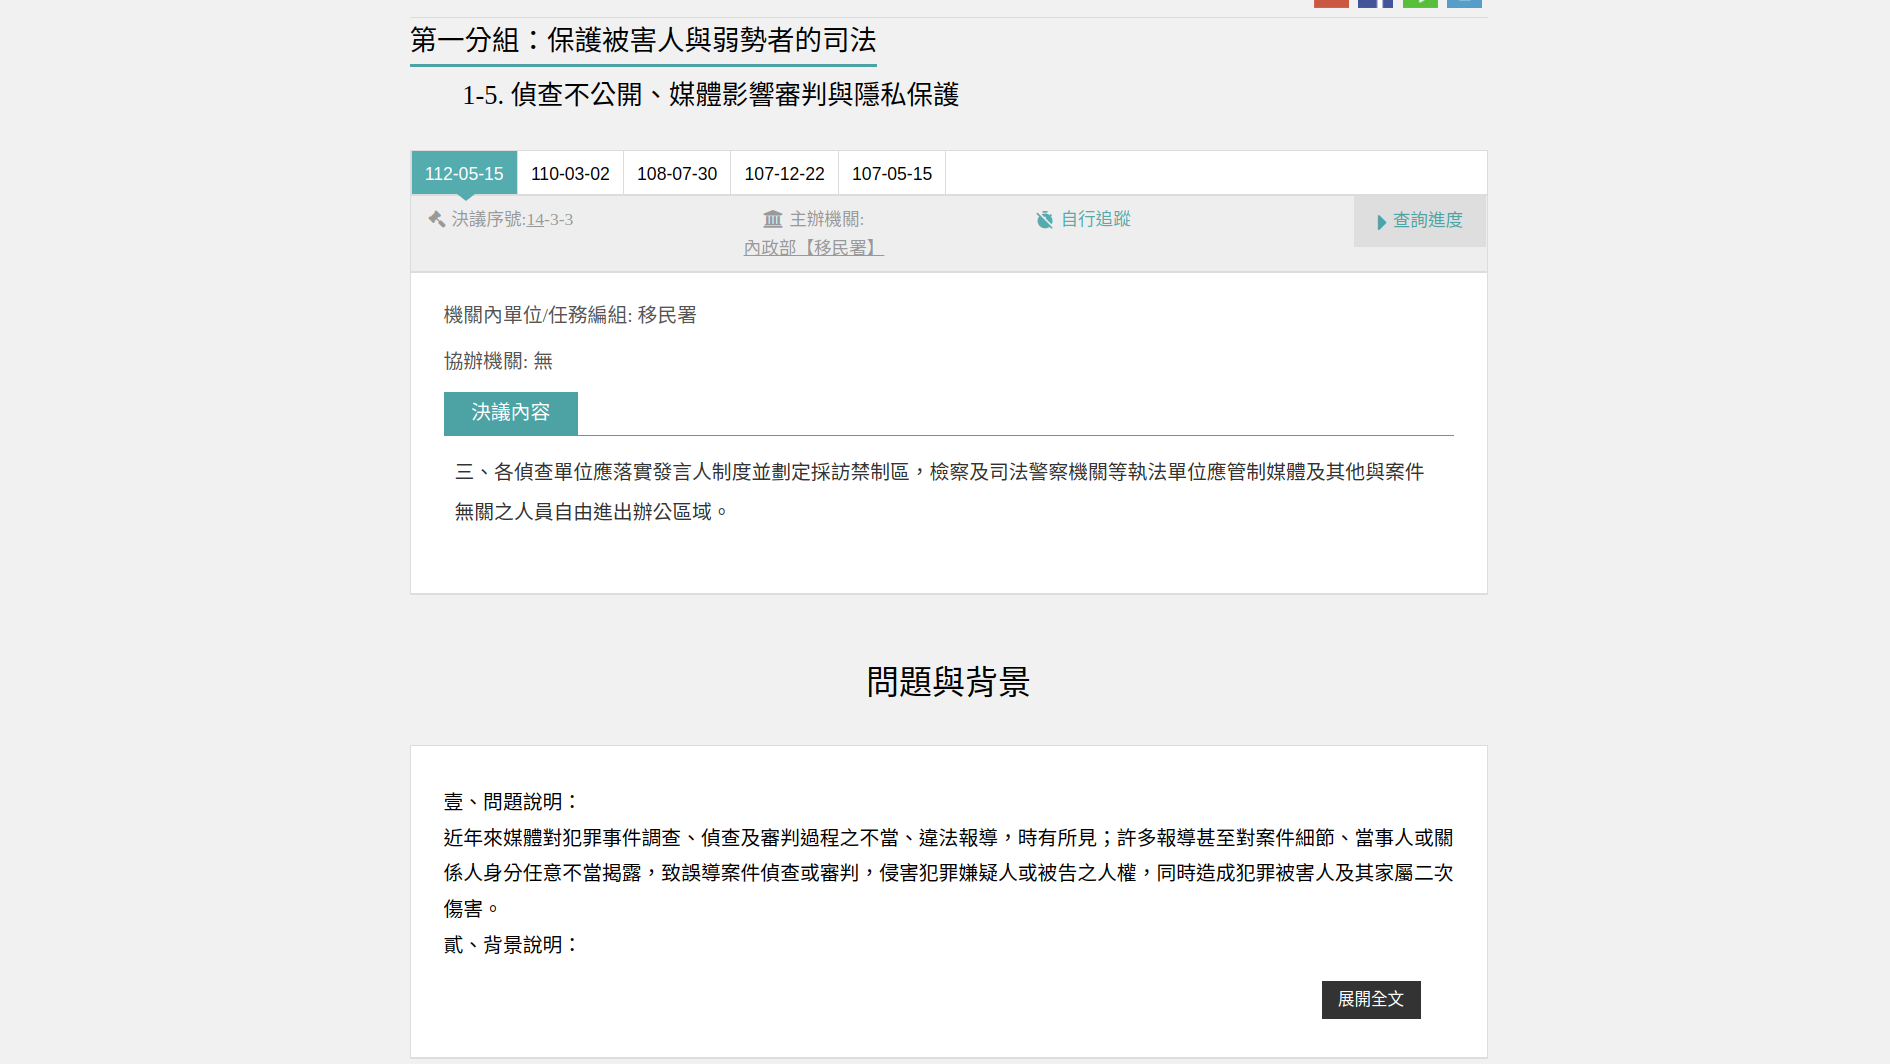 第一分組：保護被害人與弱勢者的司法
1-5. 偵查不公開、媒體影響審判與隱私保護
112-05-15 110-03-02 108-07-30 107-12-22 107-05-15
決議序號:14-3-3 主辦機關: 自行追蹤 查詢進度
內政部【移民署】
機關內單位/任務編組: 移民署
協辦機關: 無
決議內容
三、各偵查單位應落實發言人制度並劃定採訪禁制區，檢察及司法警察機關等執法單位應管制媒體及其他與案件
無關之人員自由進出辦公區域。
問題與背景
壹、問題說明：
近年來媒體對犯罪事件調查、偵查及審判過程之不當、違法報導，時有所見；許多報導甚至對案件細節、當事人或關
係人身分任意不當揭露，致誤導案件偵查或審判，侵害犯罪嫌疑人或被告之人權，同時造成犯罪被害人及其家屬二次
傷害。
貳、背景說明：
展開全文